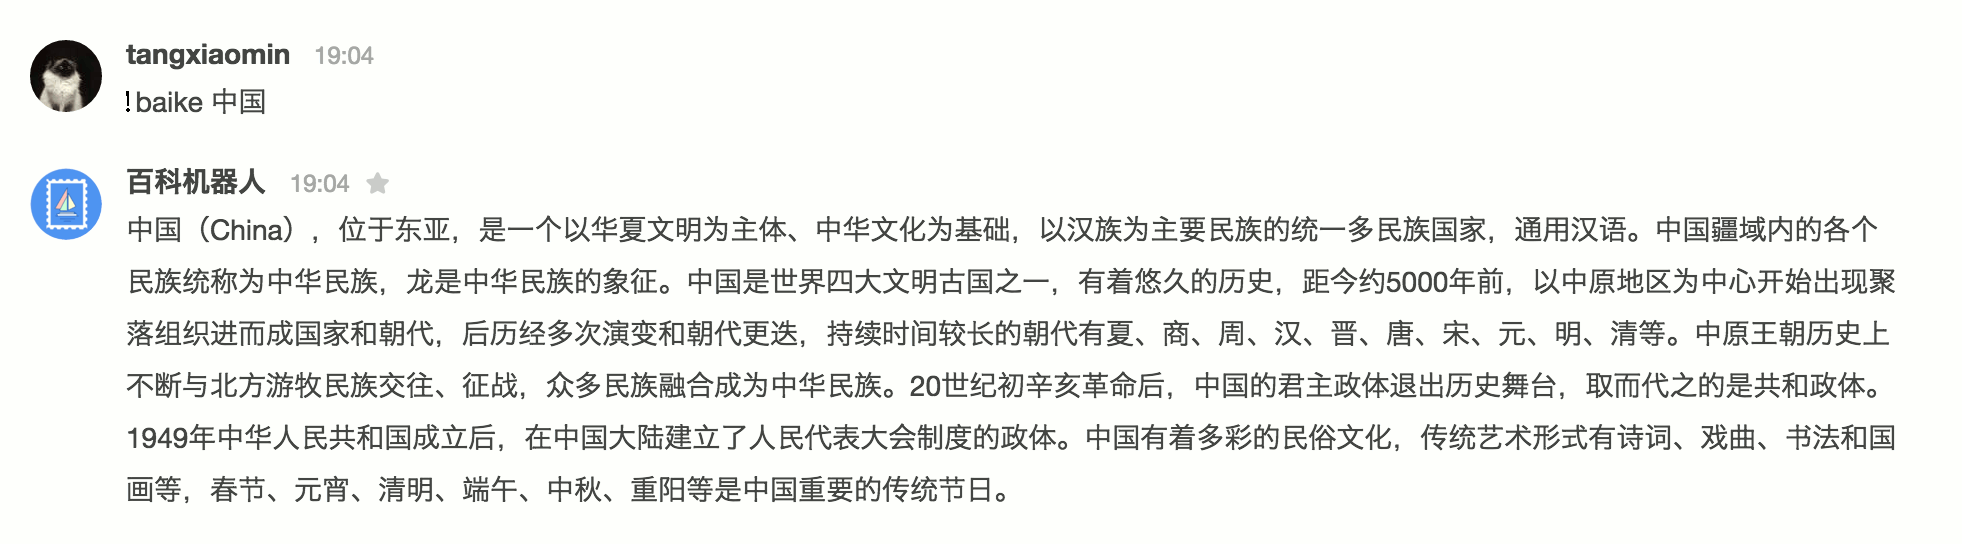 tangxiaomin 19:04
!baike 中国
百科机器人 19:04
中国（China），位于东亚，是一个以华夏文明为主体、中华文化为基础，以汉族为主要民族的统一多民族国家，通用汉语。中国疆域内的各个
民族统称为中华民族，龙是中华民族的象征。中国是世界四大文明古国之一，有着悠久的历史，距今约5000年前，以中原地区为中心开始出现聚
落组织进而成国家和朝代，后历经多次演变和朝代更迭，持续时间较长的朝代有夏、商、周、汉、晋、唐、宋、元、明、清等。中原王朝历史上
不断与北方游牧民族交往、征战，众多民族融合成为中华民族。20世纪初辛亥革命后，中国的君主政体退出历史舞台，取而代之的是共和政体。
1949年中华人民共和国成立后，在中国大陆建立了人民代表大会制度的政体。中国有着多彩的民俗文化，传统艺术形式有诗词、戏曲、书法和国
画等，春节、元宵、清明、端午、中秋、重阳等是中国重要的传统节日。